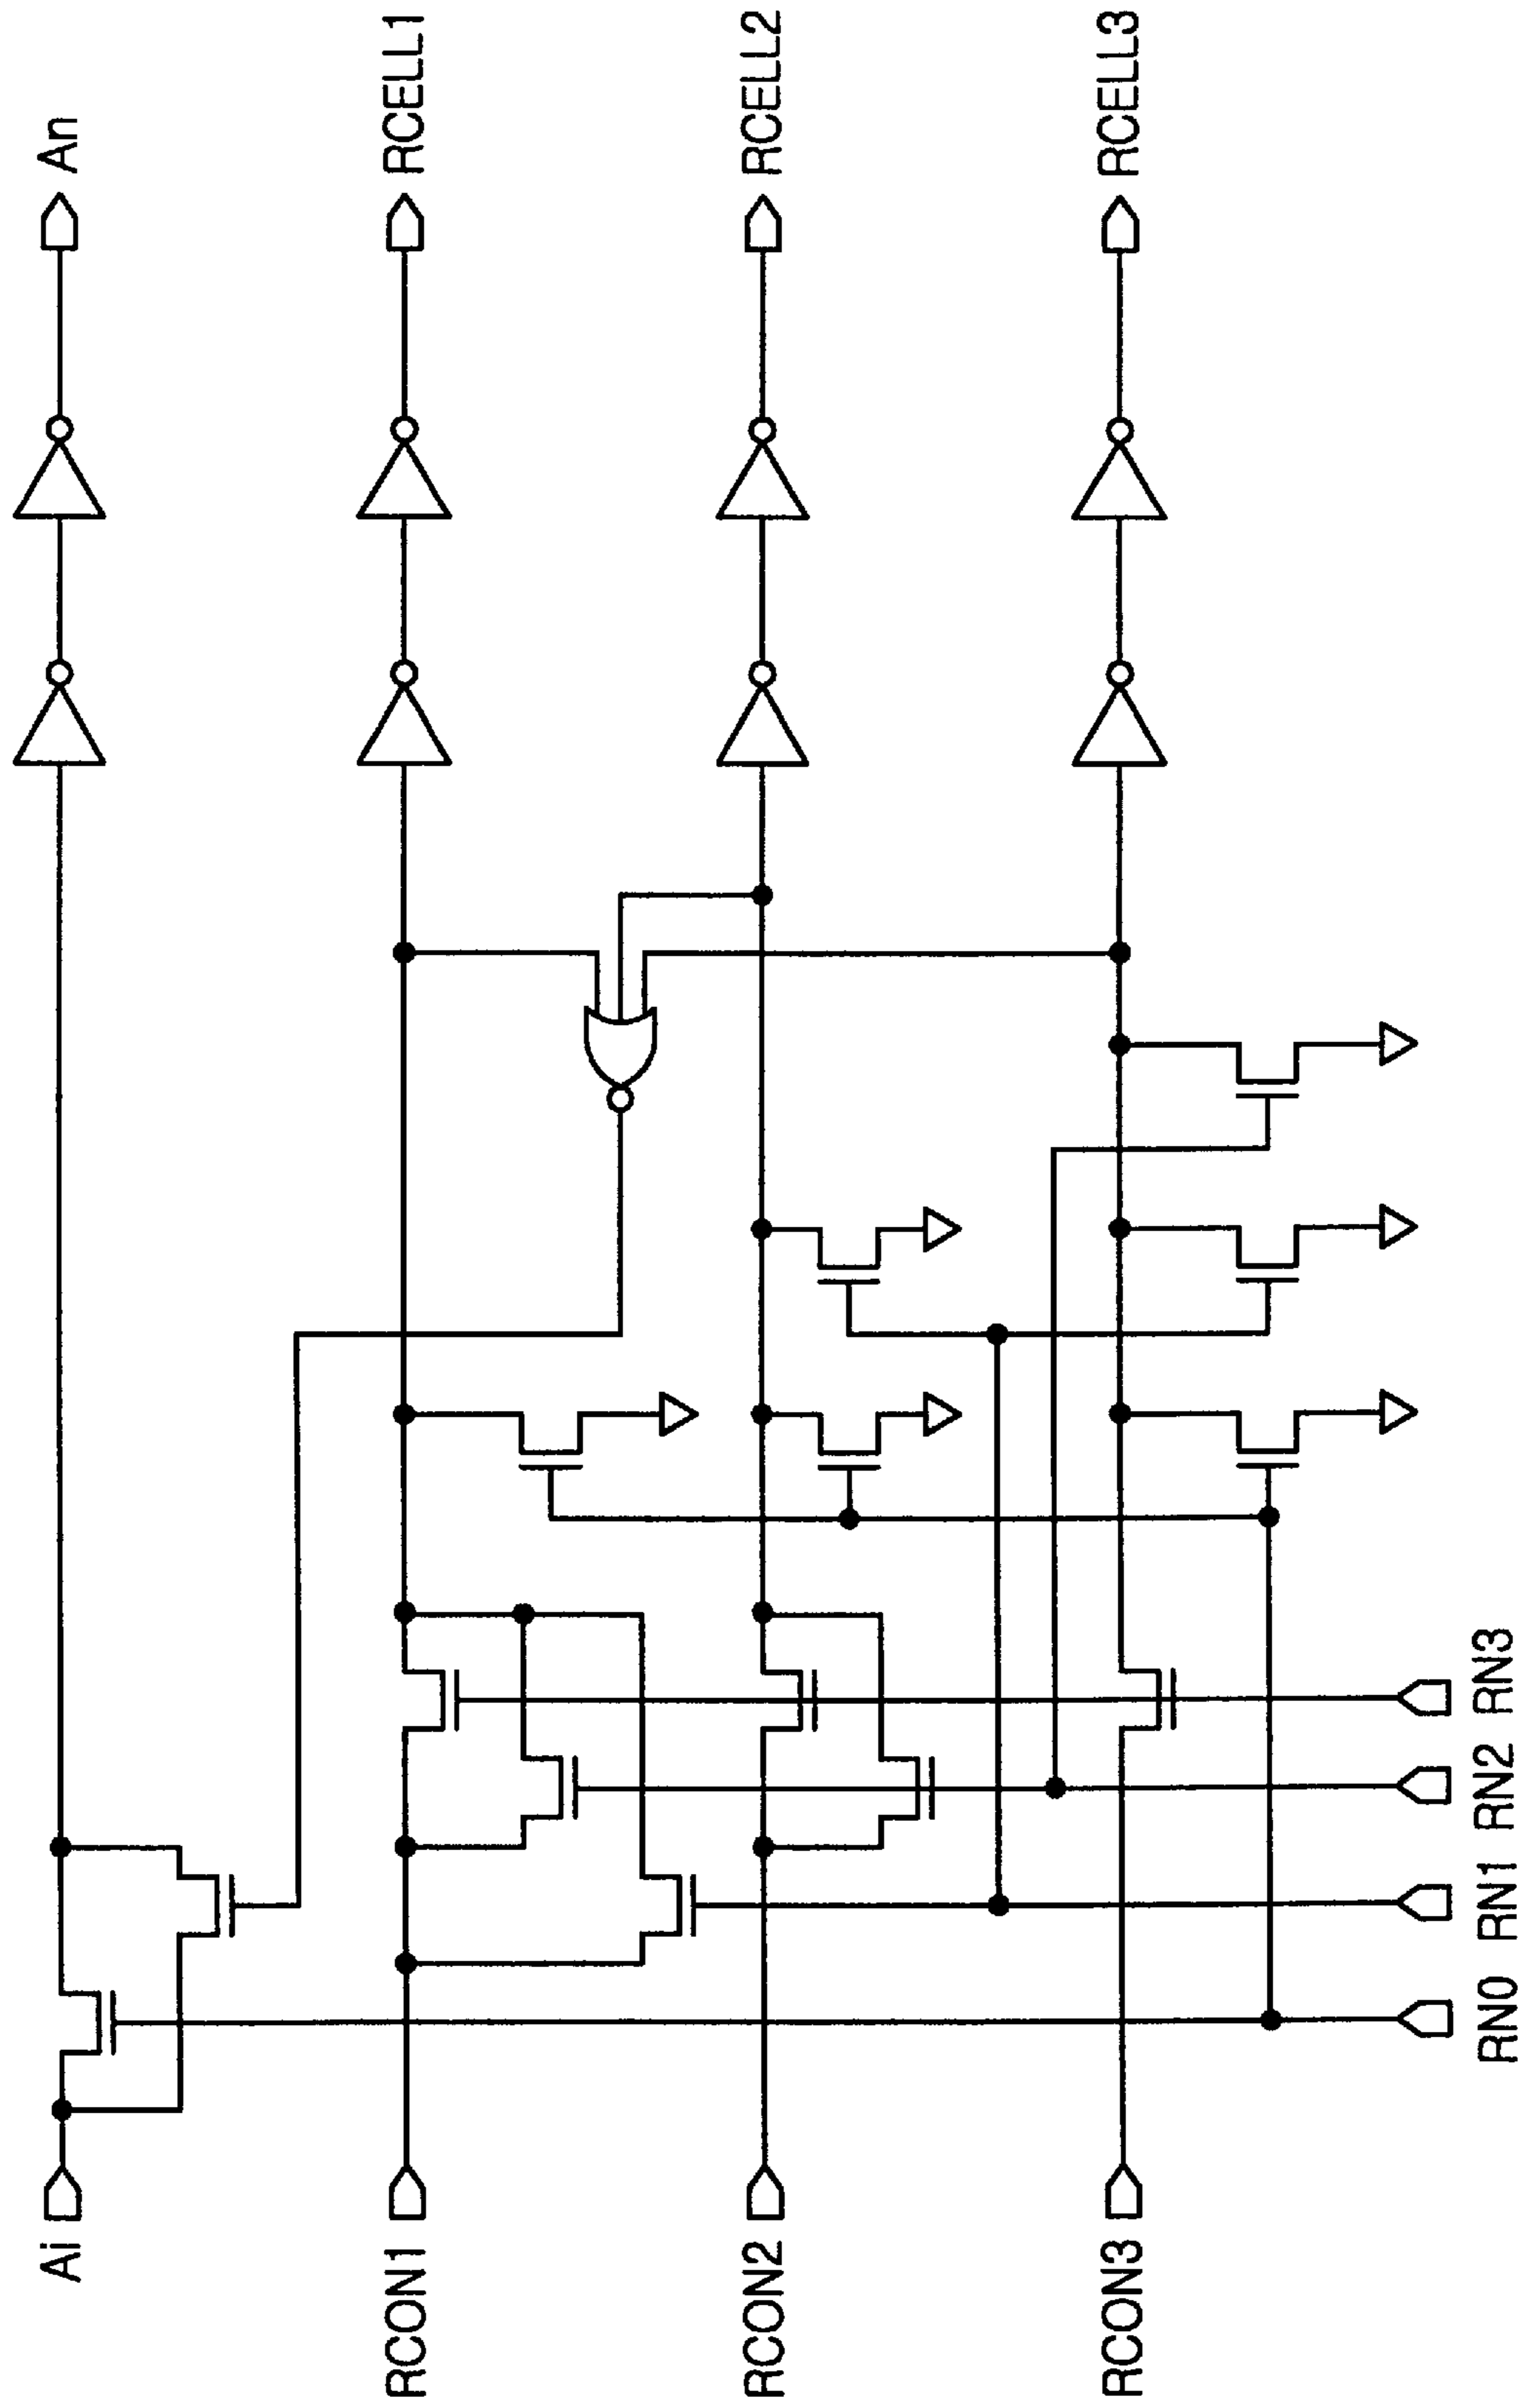 An
RCELL1
RCELL2
RCELL3
Ai
RCON1
RCON2
RCON3
RN0
RN1
RN2
RN3